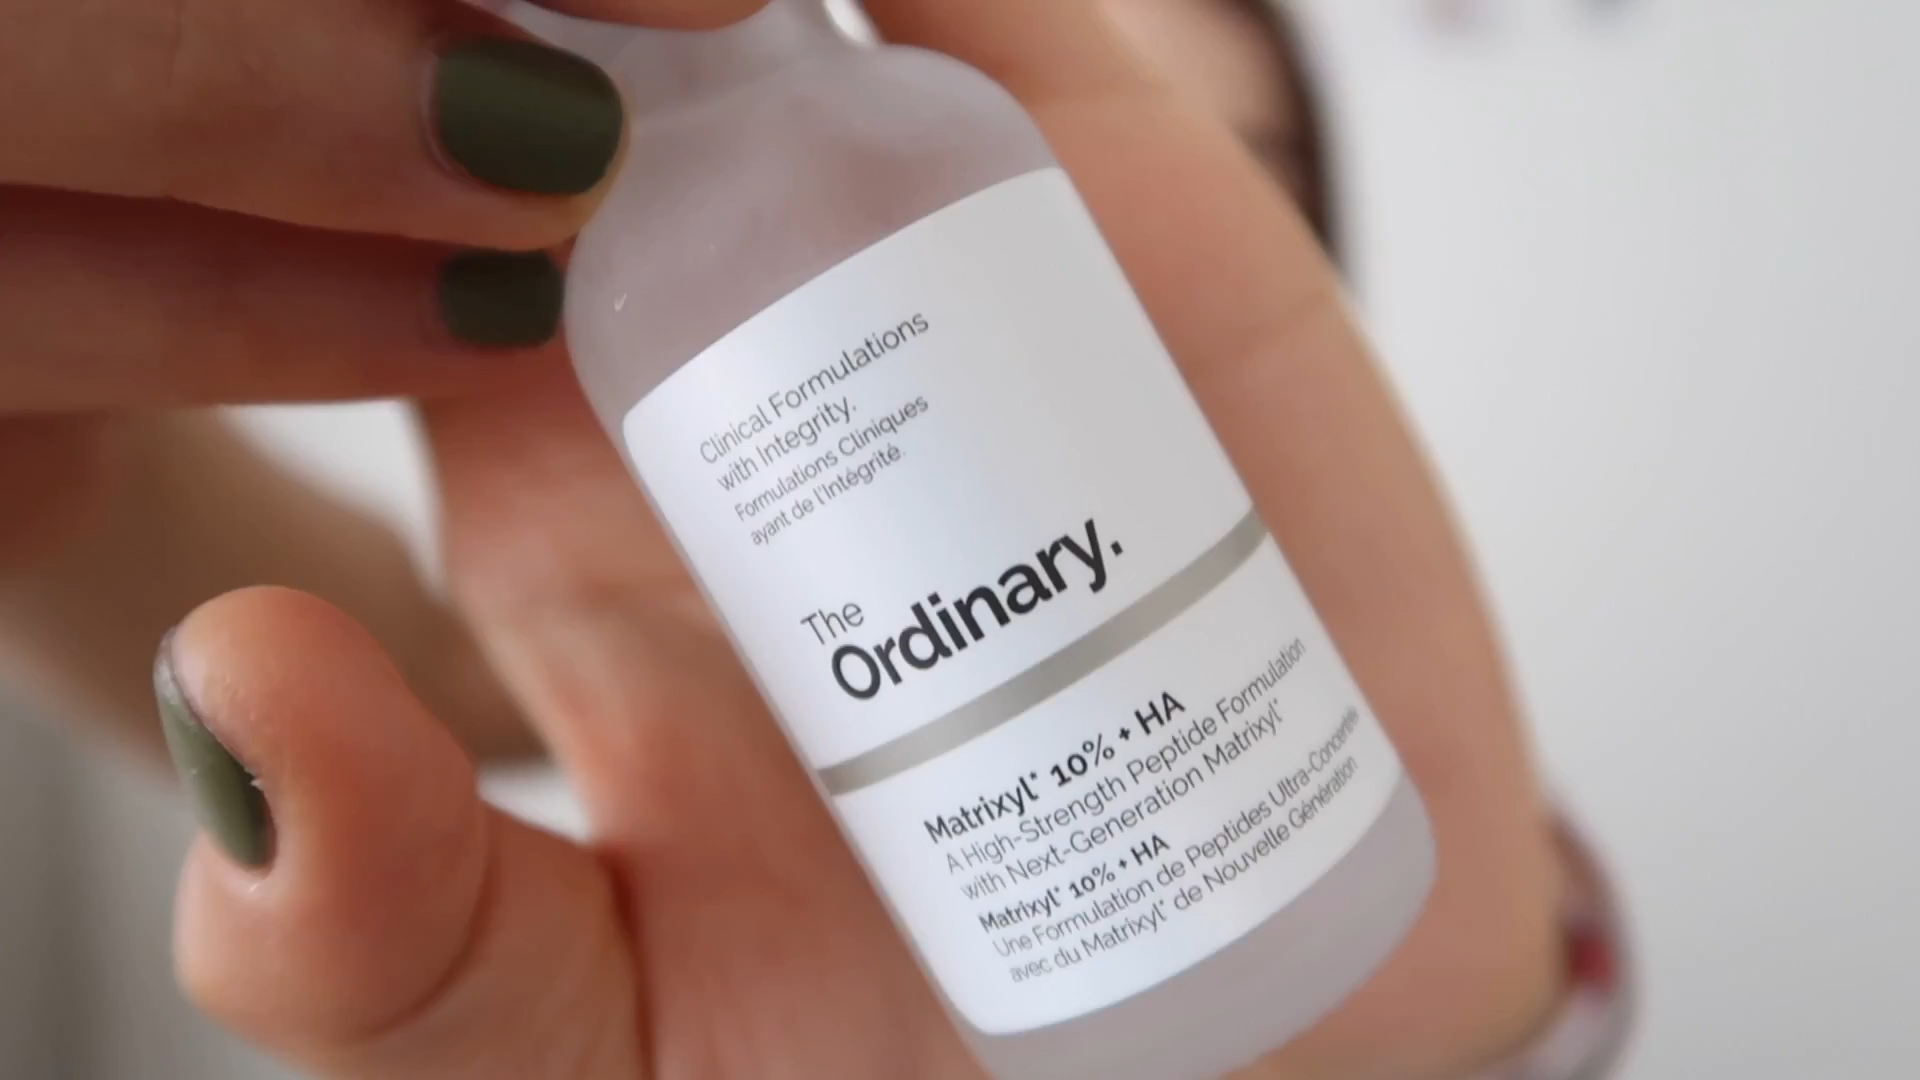 Clinical Formulations
with Integrity.
Formulations Cliniques
ayant de l'Intégrité.
The
Ordinary.
Matrixyl* 10% + HA
A High-Strength Peptide Formulation
with Next-Generation Matrixyl*
Matrixyl* 10% + HA
Une Formulation de Peptides Ultra-Concentrés
avec du Matrixyl* de Nouvelle Génération